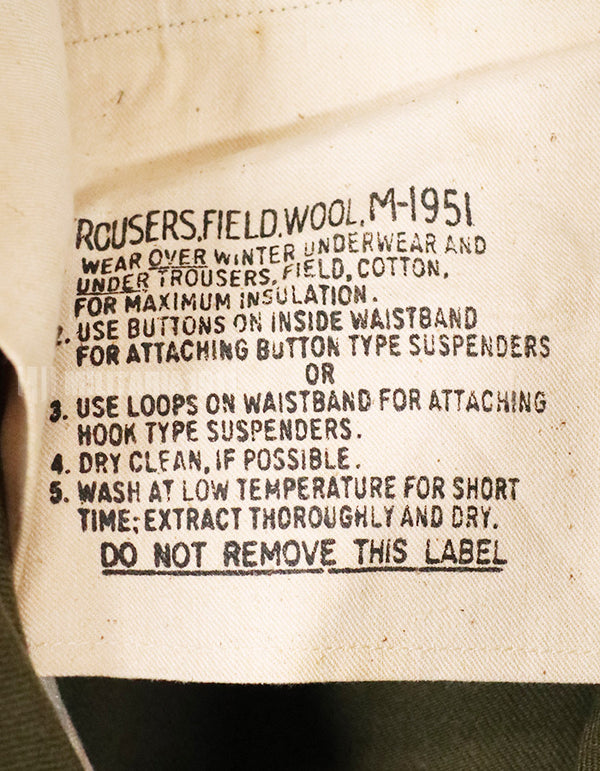 TROUSERS, FIELD, WOOL, M-1951
WEAR OVER WINTER UNDERWEAR AND
UNDER TROUSERS, FIELD, COTTON,
FOR MAXIMUM INSULATION.
2. USE BUTTONS ON INSIDE WAISTBAND
FOR ATTACHING BUTTON TYPE SUSPENDERS
OR
3. USE LOOPS ON WAISTBAND FOR ATTACHING
HOOK TYPE SUSPENDERS.
4. DRY CLEAN, IF POSSIBLE.
5. WASH AT LOW TEMPERATURE FOR SHORT
TIME; EXTRACT THOROUGHLY AND DRY.
DO NOT REMOVE THIS LABEL